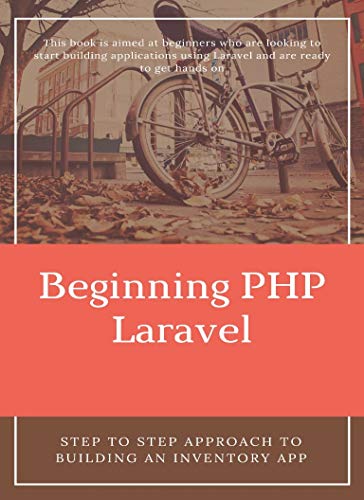 This book is aimed at beginners who are looking to
start building applications using Laravel and are ready
to get hands on
Beginning PHP
Laravel
STEP TO STEP APPROACH TO
BUILDING AN INVENTORY APP